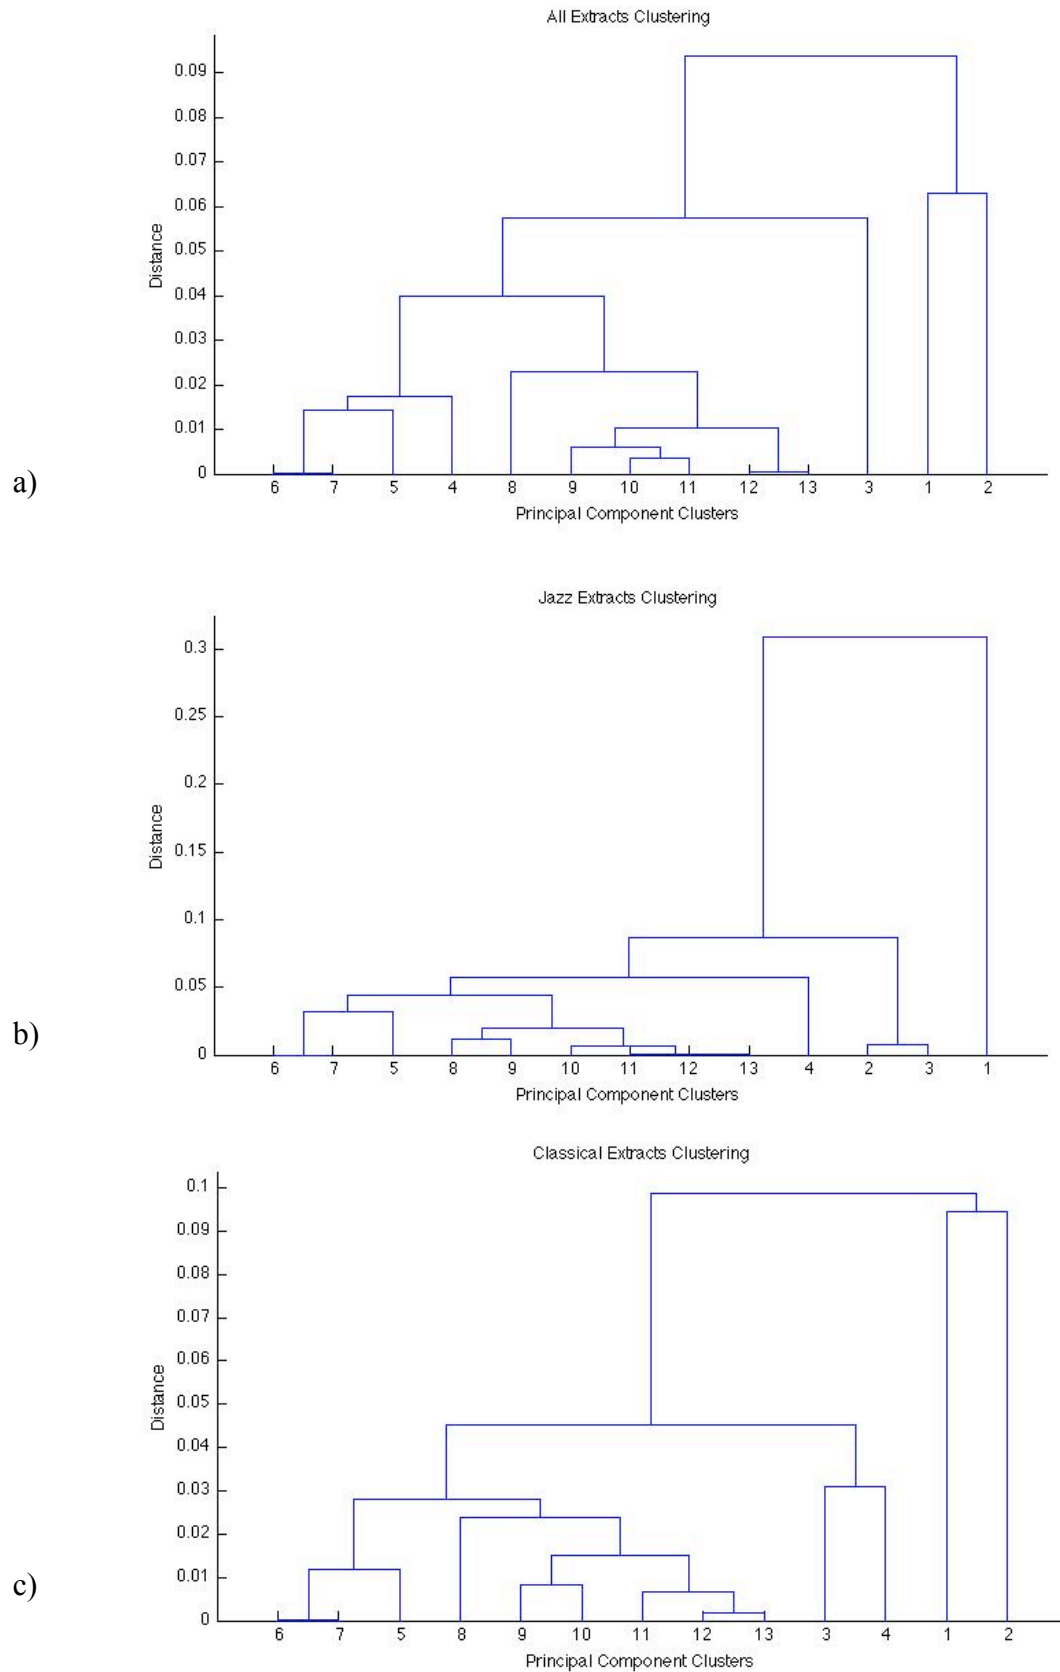 All Extracts Clustering
0.09
0.08
0.07
0.06
0.05
0.04
0.03
0.02
0.01
0
Distance
6 7 5 4 8 9 10 11 12 13 3 1 2
Principal Component Clusters
a)
Jazz Extracts Clustering
0.3
0.25
0.2
0.15
0.1
0.05
0
Distance
6 7 5 8 9 10 11 12 13 4 2 3 1
Principal Component Clusters
b)
Classical Extracts Clustering
0.1
0.09
0.08
0.07
0.06
0.05
0.04
0.03
0.02
0.01
0
Distance
6 7 5 8 9 10 11 12 13 3 4 1 2
Principal Component Clusters
c)